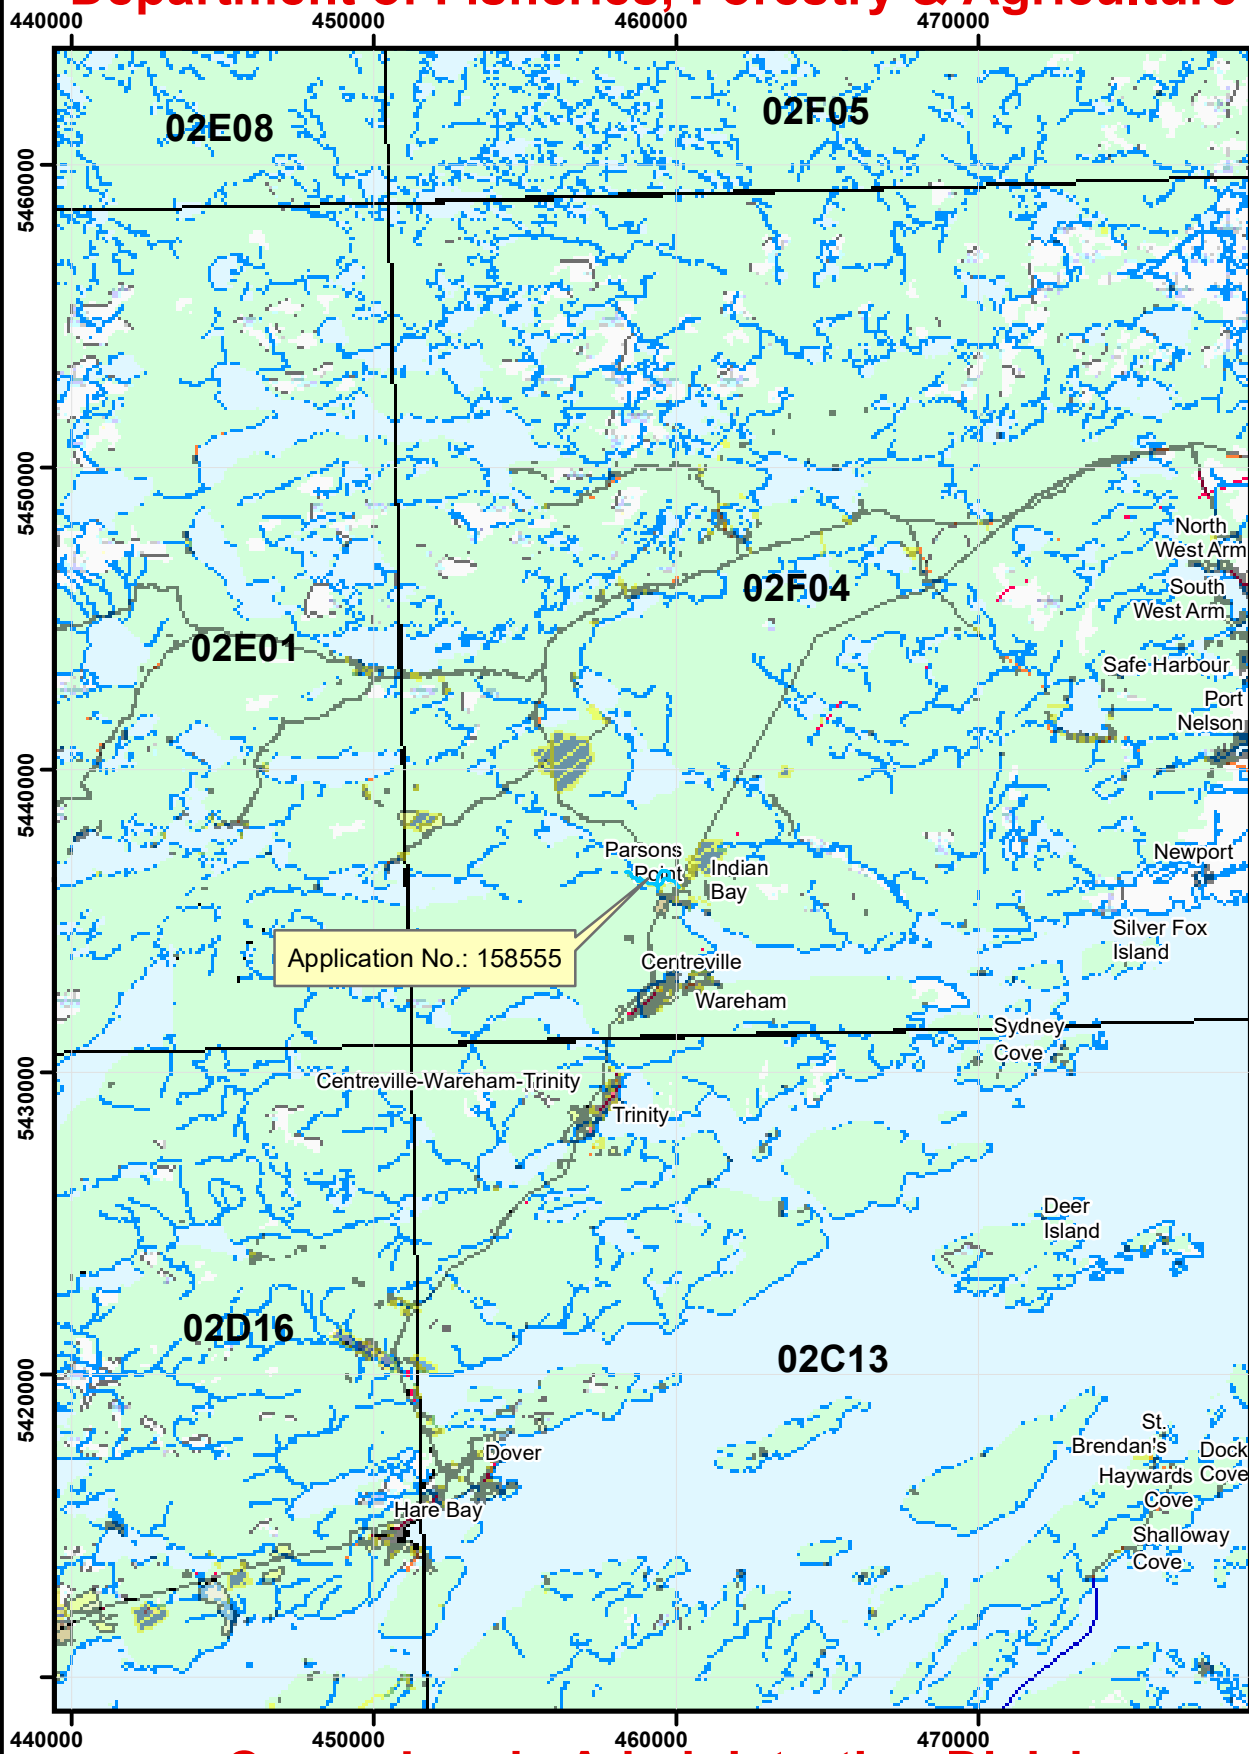 Department of Fisheries, Forestry & Agriculture
440000 450000 460000 470000
02E08
02F05
5460000
5450000
North
West Arm
South
West Arm
02F04
02E01
Safe Harbour
Port
Nelson
5440000
Parsons
Point
Indian
Bay
Newport
Silver Fox
Island
Application No.: 158555
Centreville
Wareham
Sydney
Cove
5430000
Centreville-Wareham-Trinity
Trinity
Deer
Island
02D16
02C13
5420000
St.
Brendan's
Dock
Cove
Haywards
Cove
Dover
Hare Bay
Shalloway
Cove
440000 450000 460000 470000